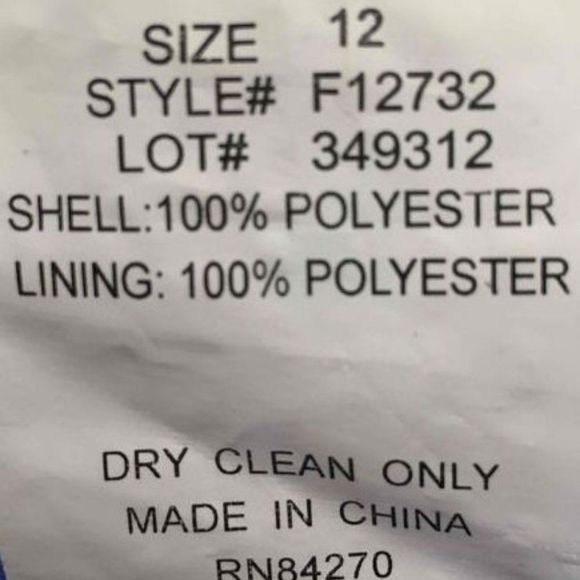 SIZE 12
STYLE# F12732
LOT# 349312
SHELL:100% POLYESTER
LINING: 100% POLYESTER
DRY CLEAN ONLY
MADE IN CHINA
RN84270